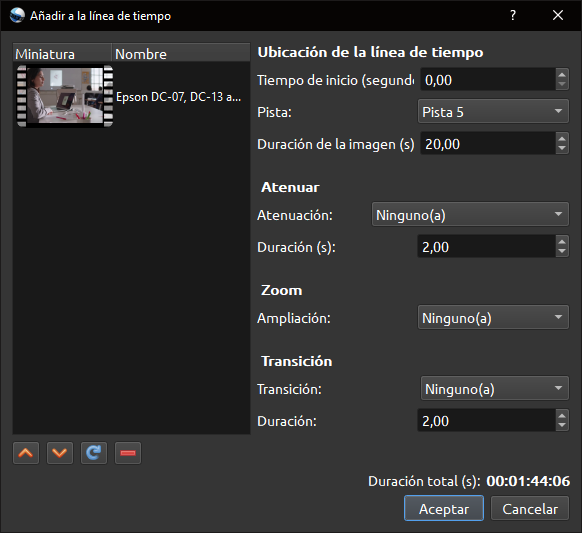 Añadir a la línea de tiempo
?
Miniatura
Nombre
Epson DC-07, DC-13 a...
Ubicación de la línea de tiempo
Tiempo de inicio (segund
0,00
Pista:
Pista 5
Duración de la imagen (s)
20,00
Atenuar
Atenuación:
Ninguno(a)
Duración (s):
2,00
Zoom
Ampliación:
Ninguno(a)
Transición
Transición:
Ninguno(a)
Duración:
2,00
Duración total (s): 00:01:44:06
Aceptar
Cancelar